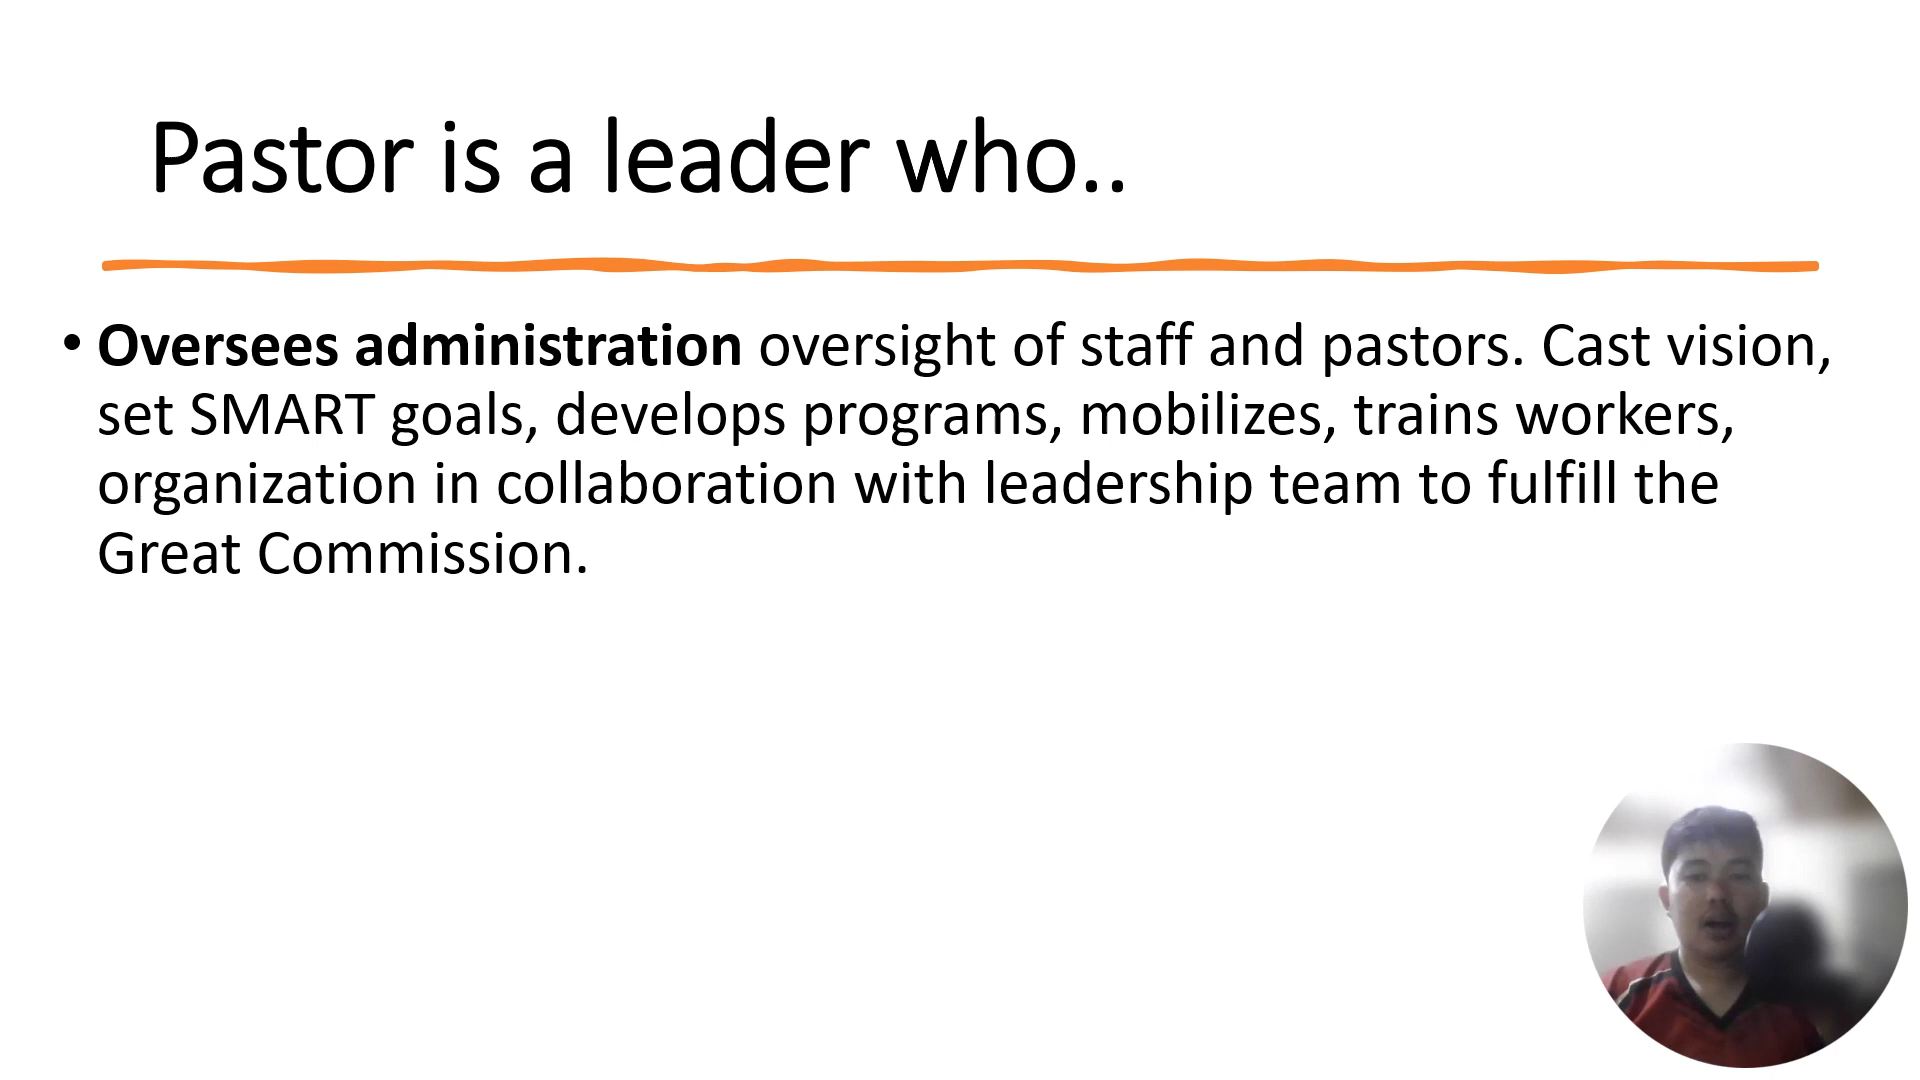 Pastor is a leader who..
• Oversees administration oversight of staff and pastors. Cast vision,
set SMART goals, develops programs, mobilizes, trains workers,
organization in collaboration with leadership team to fulfill the
Great Commission.